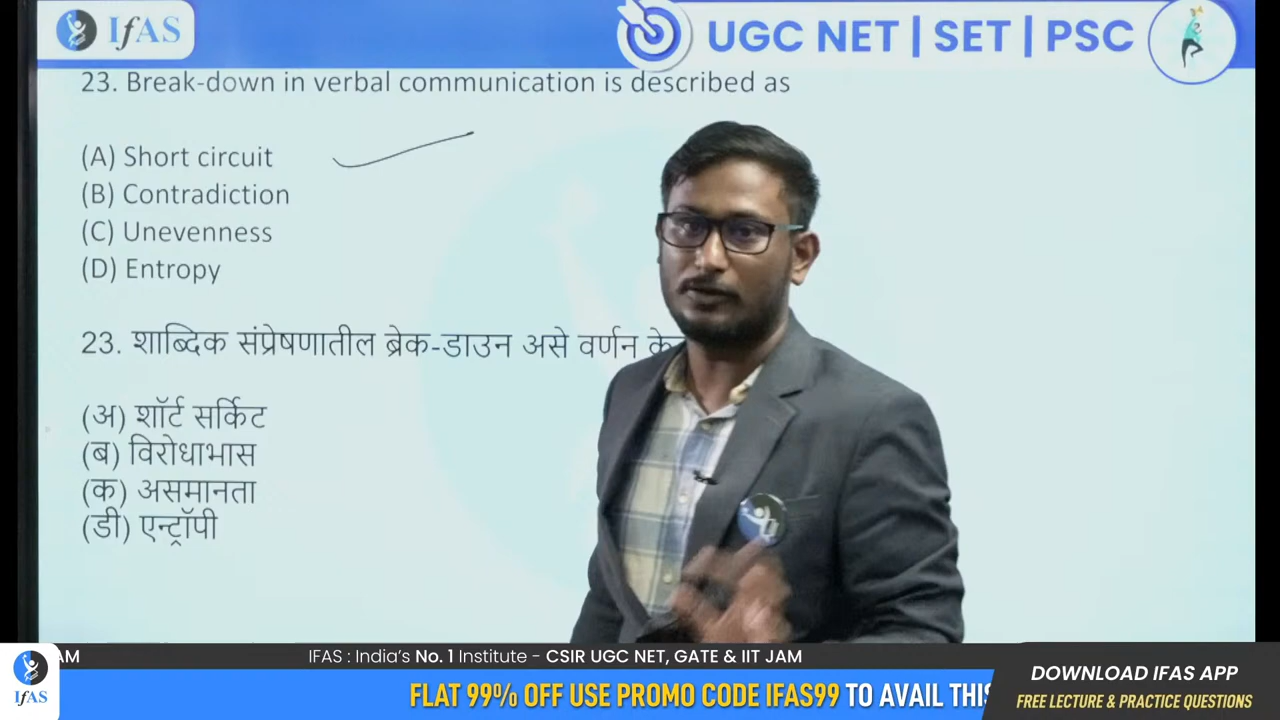 IfAS
UGC NET | SET | PSC
23. Break-down in verbal communication is described as
(A) Short circuit
(B) Contradiction
(C) Unevenness
(D) Entropy
23. शाब्दिक संप्रेषणातील ब्रेक-डाउन असे वर्णन
(अ) शॉर्ट सर्किट
(ब) विरोधाभास
(क) असमानता
(डी) एन्ट्रॉपी
AM IFAS : India's No. 1 Institute - CSIR UGC NET, GATE & IIT JAM
IfAS
FLAT 99% OFF USE PROMO CODE IFAS99 TO AVAIL
DOWNLOAD IFAS APP
FREE LECTURE & PRACTICE QUESTIONS